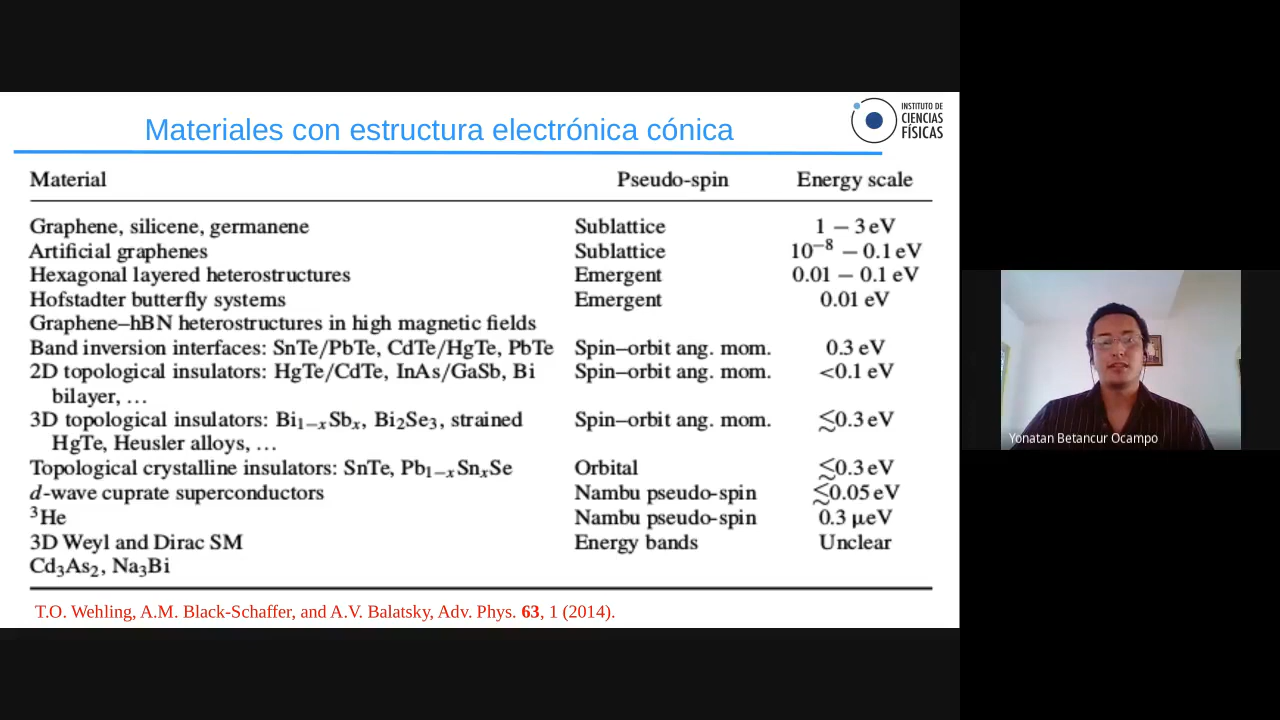 Materiales con estructura electrónica cónica
INSTITUTO DE
CIENCIAS
FÍSICAS
Material Pseudo-spin Energy scale
Graphene, silicene, germanene Sublattice 1 – 3 eV
Artificial graphenes Sublattice 10⁻⁸ – 0.1 eV
Hexagonal layered heterostructures Emergent 0.01 – 0.1 eV
Hofstadter butterfly systems Emergent 0.01 eV
Graphene–hBN heterostructures in high magnetic fields
Band inversion interfaces: SnTe/PbTe, CdTe/HgTe, PbTe Spin–orbit ang. mom. 0.3 eV
2D topological insulators: HgTe/CdTe, InAs/GaSb, Bi Spin–orbit ang. mom. <0.1 eV
bilayer, …
3D topological insulators: Bi₁₋ₓSbₓ, Bi₂Se₃, strained Spin–orbit ang. mom. ≲0.3 eV
HgTe, Heusler alloys, …
Topological crystalline insulators: SnTe, Pb₁₋ₓSnₓSe Orbital ≲0.3 eV
d-wave cuprate superconductors Nambu pseudo-spin ≲0.05 eV
³He Nambu pseudo-spin 0.3 μeV
3D Weyl and Dirac SM Energy bands Unclear
Cd₃As₂, Na₃Bi
T.O. Wehling, A.M. Black-Schaffer, and A.V. Balatsky, Adv. Phys. 63, 1 (2014).
Yonatan Betancur Ocampo